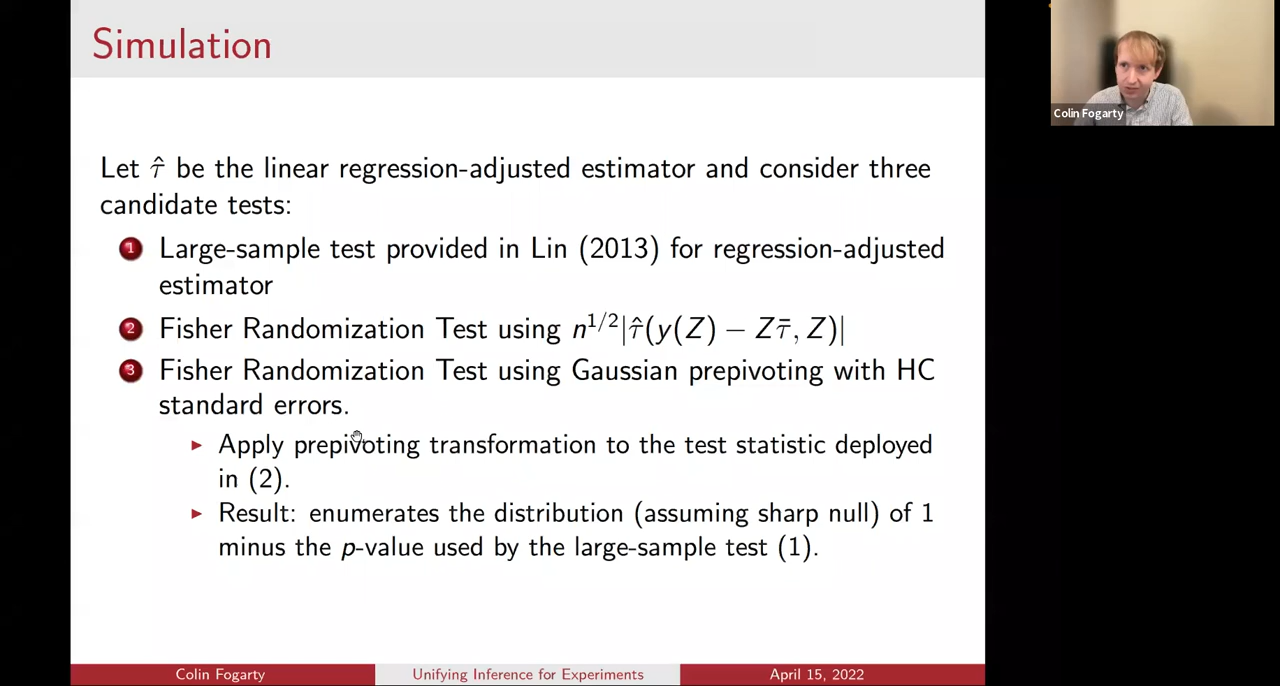 Simulation
Colin Fogarty
Let τ̂ be the linear regression-adjusted estimator and consider three
candidate tests:
1 Large-sample test provided in Lin (2013) for regression-adjusted
estimator
2 Fisher Randomization Test using n^{1/2}|τ̂(y(Z) − Zτ̄, Z)|
3 Fisher Randomization Test using Gaussian prepivoting with HC
standard errors.
▶ Apply prepivoting transformation to the test statistic deployed
in (2).
▶ Result: enumerates the distribution (assuming sharp null) of 1
minus the p-value used by the large-sample test (1).
Colin Fogarty Unifying Inference for Experiments April 15, 2022